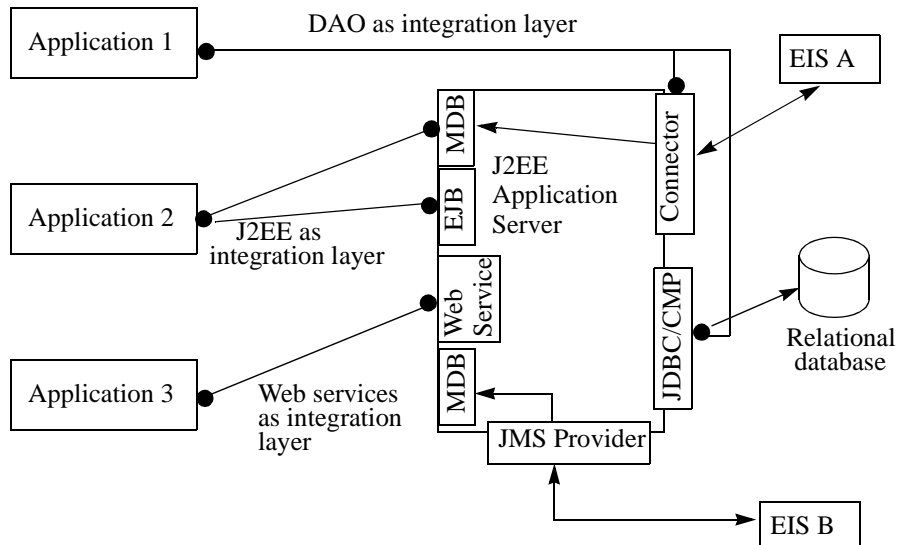 DAO as integration layer
Application 1
EIS A
MDB
Connector
J2EE
Application
Server
Application 2
EJB
J2EE as
integration layer
Web
Service
JDBC/CMP
Relational
database
Application 3
Web services
as integration
layer
MDB
JMS Provider
EIS B